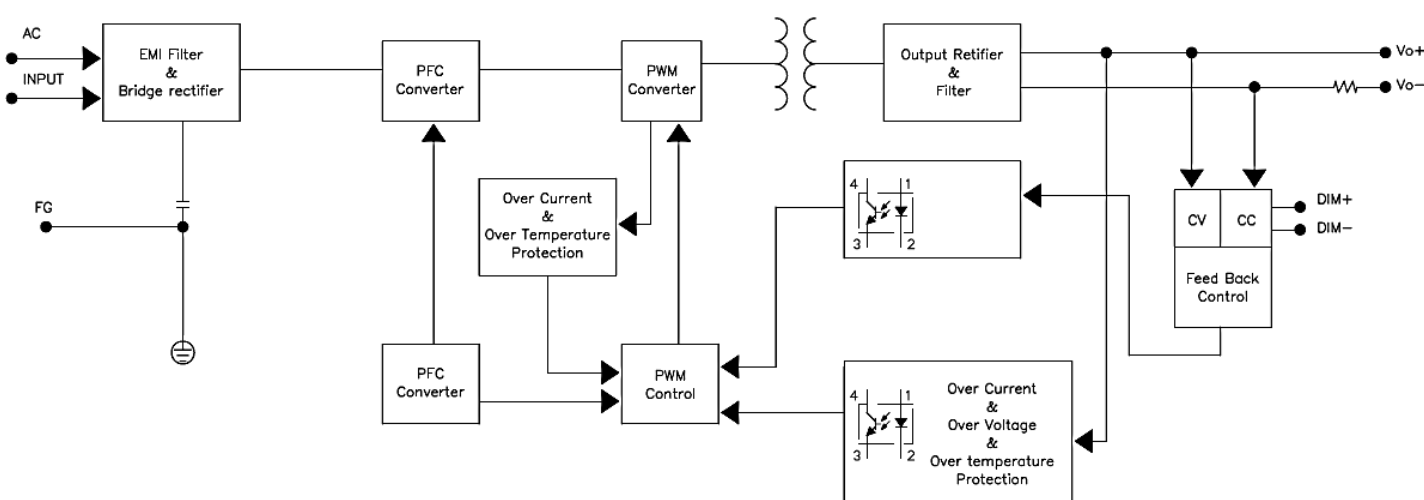 AC
INPUT
EMI Filter
&
Bridge rectifier
PFC
Converter
PWM
Converter
Output Retifier
&
Filter
Vo+
Vo-
FG
Over Current
&
Over Temperature
Protection
4 1
3 2
CV
CC
DIM+
DIM-
Feed Back
Control
PFC
Converter
PWM
Control
4 1
3 2
Over Current
&
Over Voltage
&
Over temperature
Protection